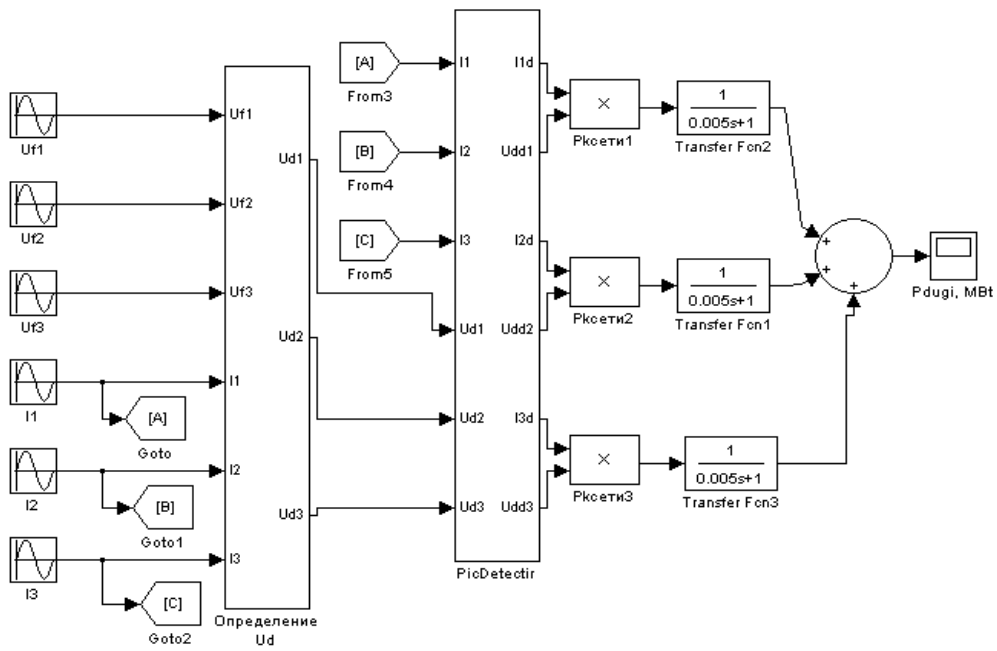 Uf1
Uf2
Uf3
I1
I2
I3
[A]
Goto
[B]
Goto1
[C]
Goto2
Uf1
Uf2
Uf3
I1
I2
I3
Ud1
Ud2
Ud3
Определение
Ud
[A]
From3
[B]
From4
[C]
From5
I1
I2
I3
Ud1
Ud2
Ud3
I1d
Udd1
I2d
Udd2
I3d
Udd3
PicDetectir
×
Pксети1
×
Pксети2
×
Pксети3
1
0.005s+1
Transfer Fcn2
1
0.005s+1
Transfer Fcn1
1
0.005s+1
Transfer Fcn3
+
+
+
Pdugi, МВt